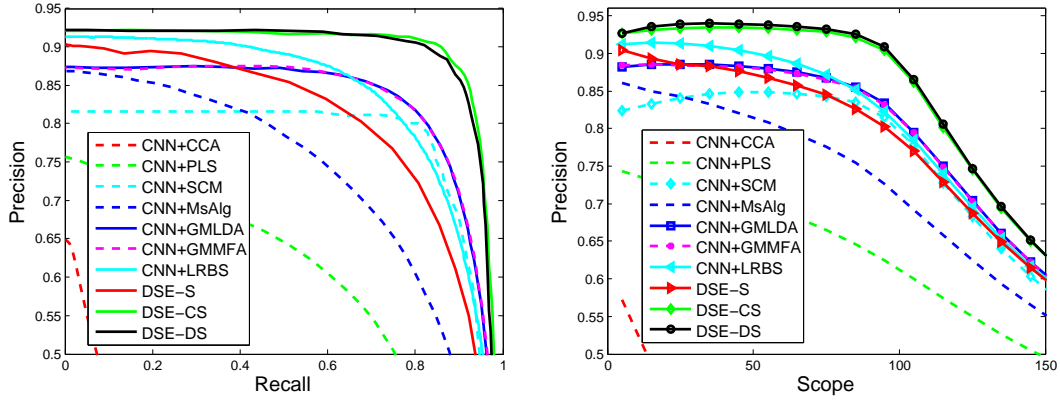 0.95
0.9
0.85
0.8
0.75
0.7
0.65
0.6
0.55
0.5
Precision
0
0.2
0.4
0.6
0.8
1
Recall
CNN+CCA
CNN+PLS
CNN+SCM
CNN+MsAlg
CNN+GMLDA
CNN+GMMFA
CNN+LRBS
DSE-S
DSE-CS
DSE-DS
0.95
0.9
0.85
0.8
0.75
0.7
0.65
0.6
0.55
0.5
Precision
0
50
100
150
Scope
CNN+CCA
CNN+PLS
CNN+SCM
CNN+MsAlg
CNN+GMLDA
CNN+GMMFA
CNN+LRBS
DSE-S
DSE-CS
DSE-DS